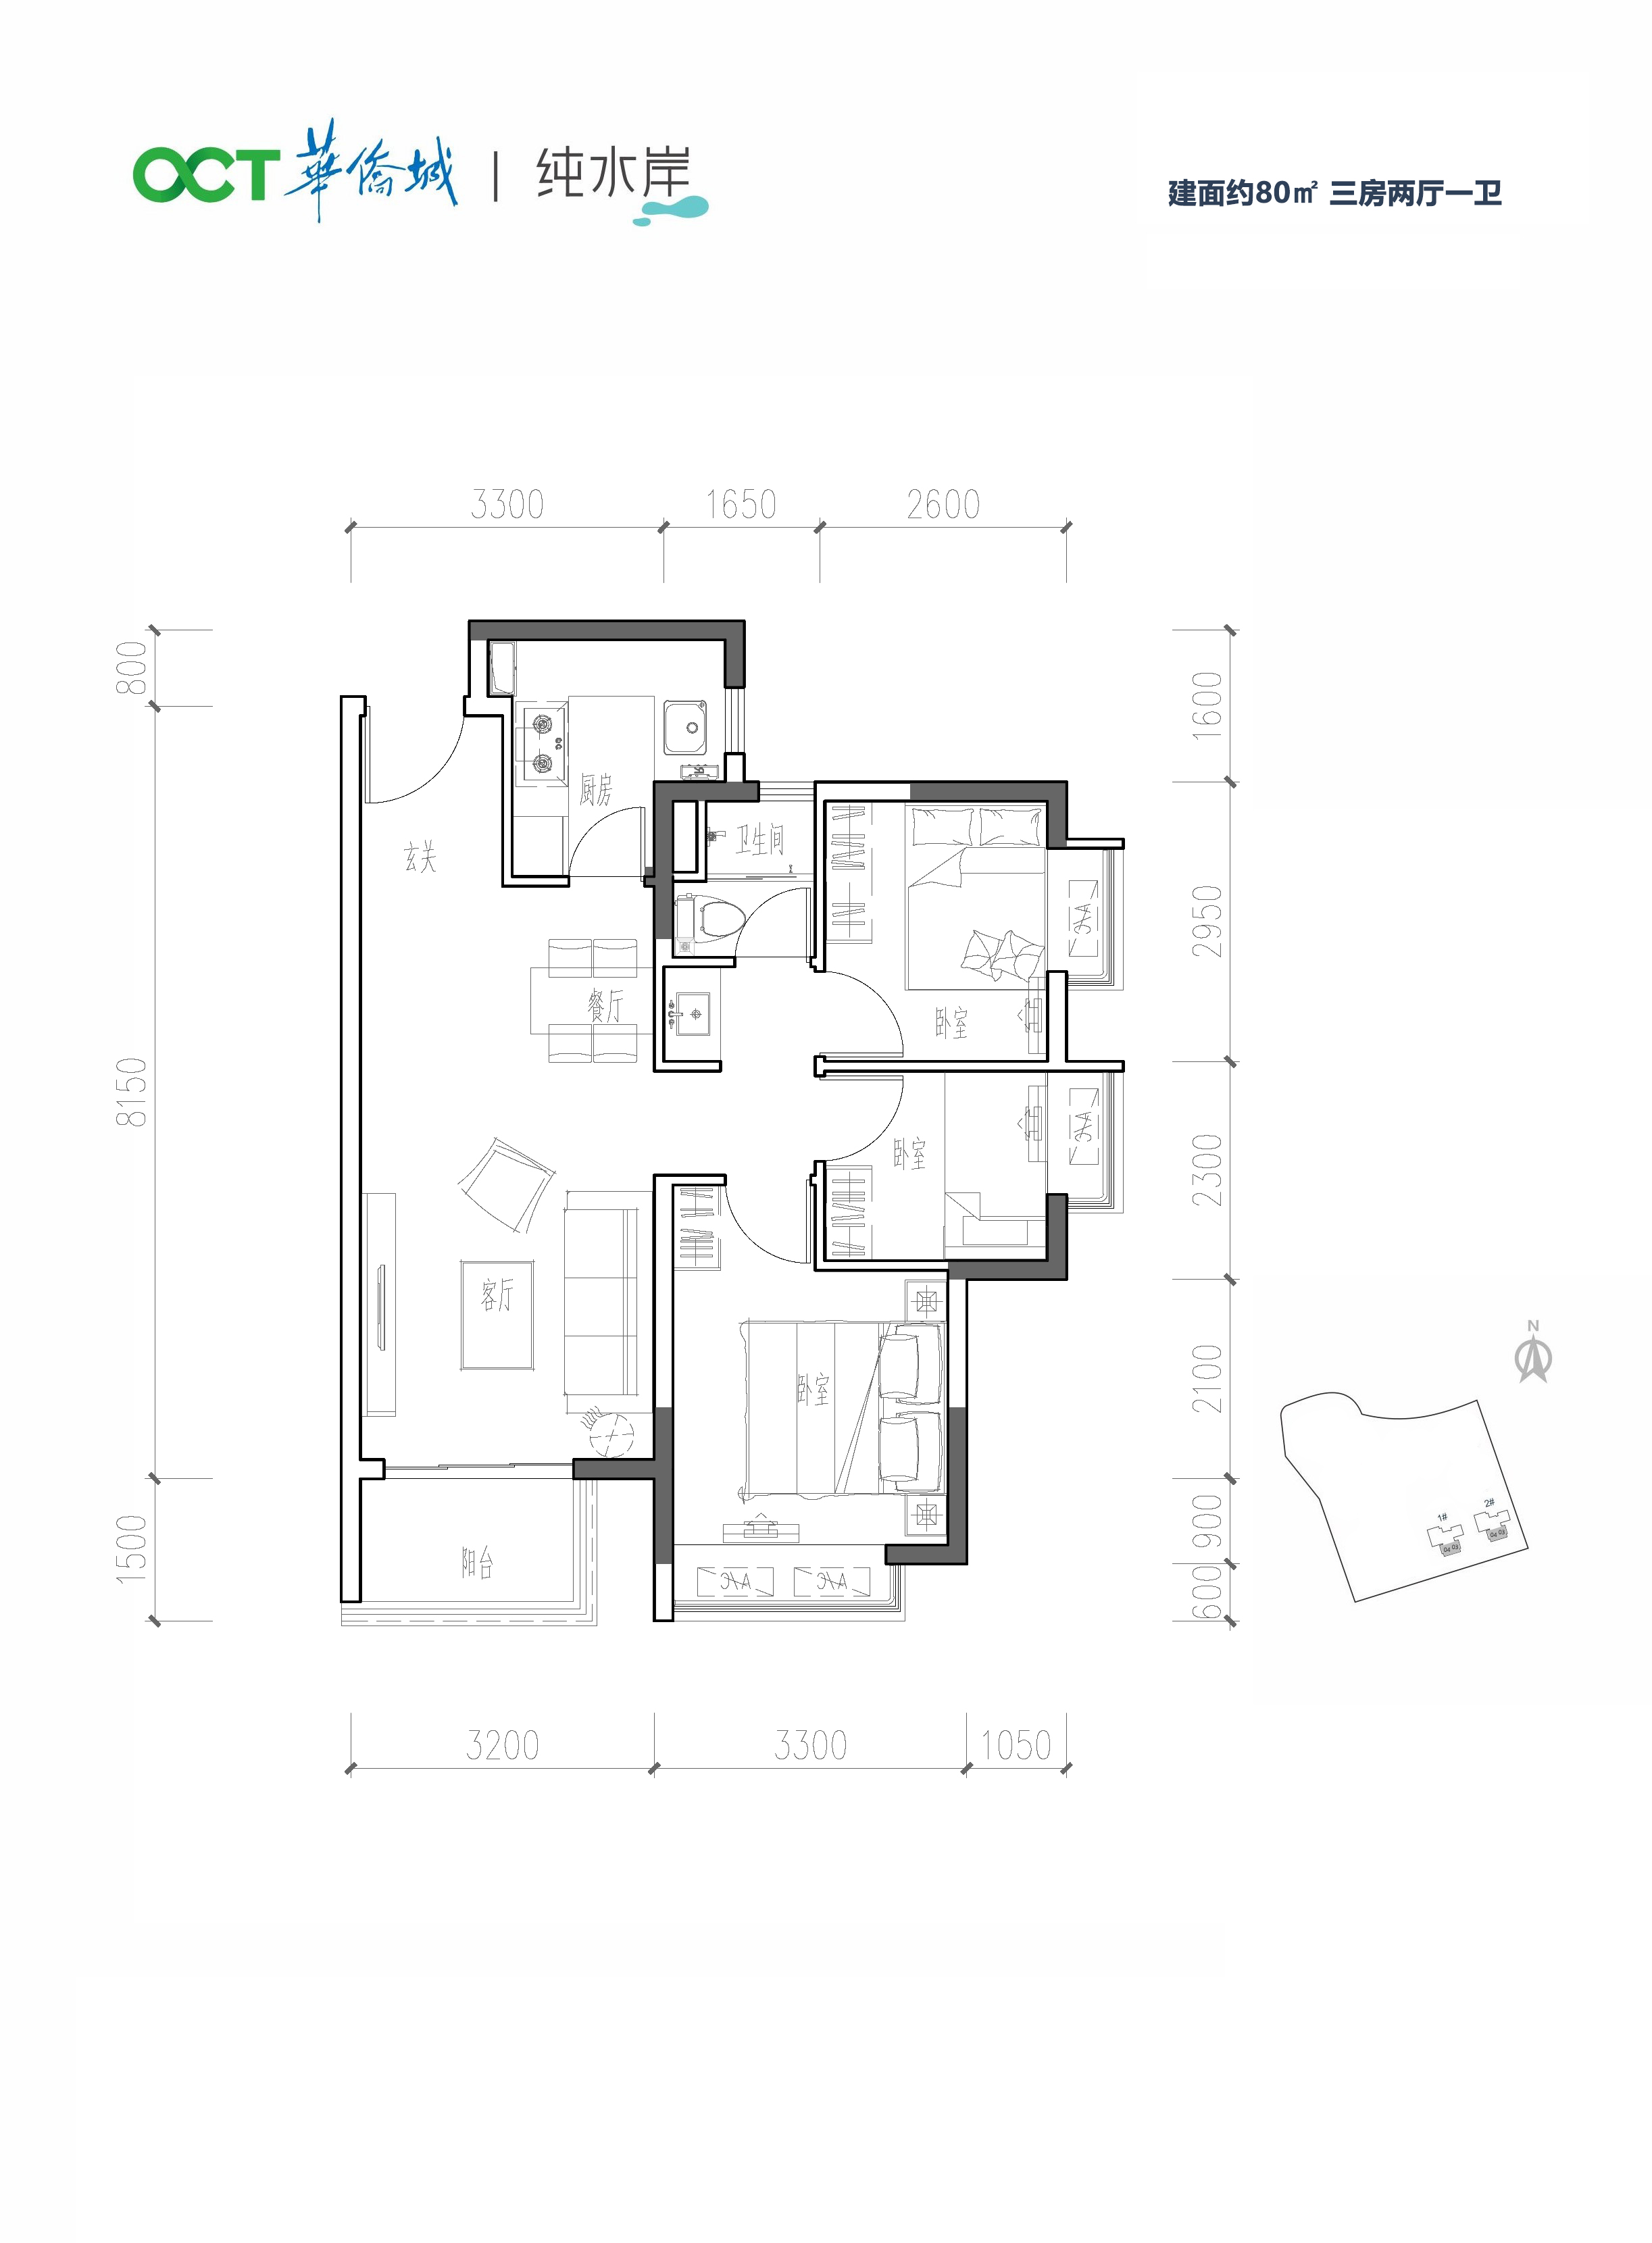 OCT 華僑城 | 纯水岸
建面约80㎡ 三房两厅一卫
3300 1650 2600
800
1600
厨房
卫生间
玄关
A/C
2950
餐厅
卧室
8150
A/C
卧室
2300
客厅
N
卧室
2100
1500
阳台
A/C A/C
900
600
1# 2#
3200 3300 1050